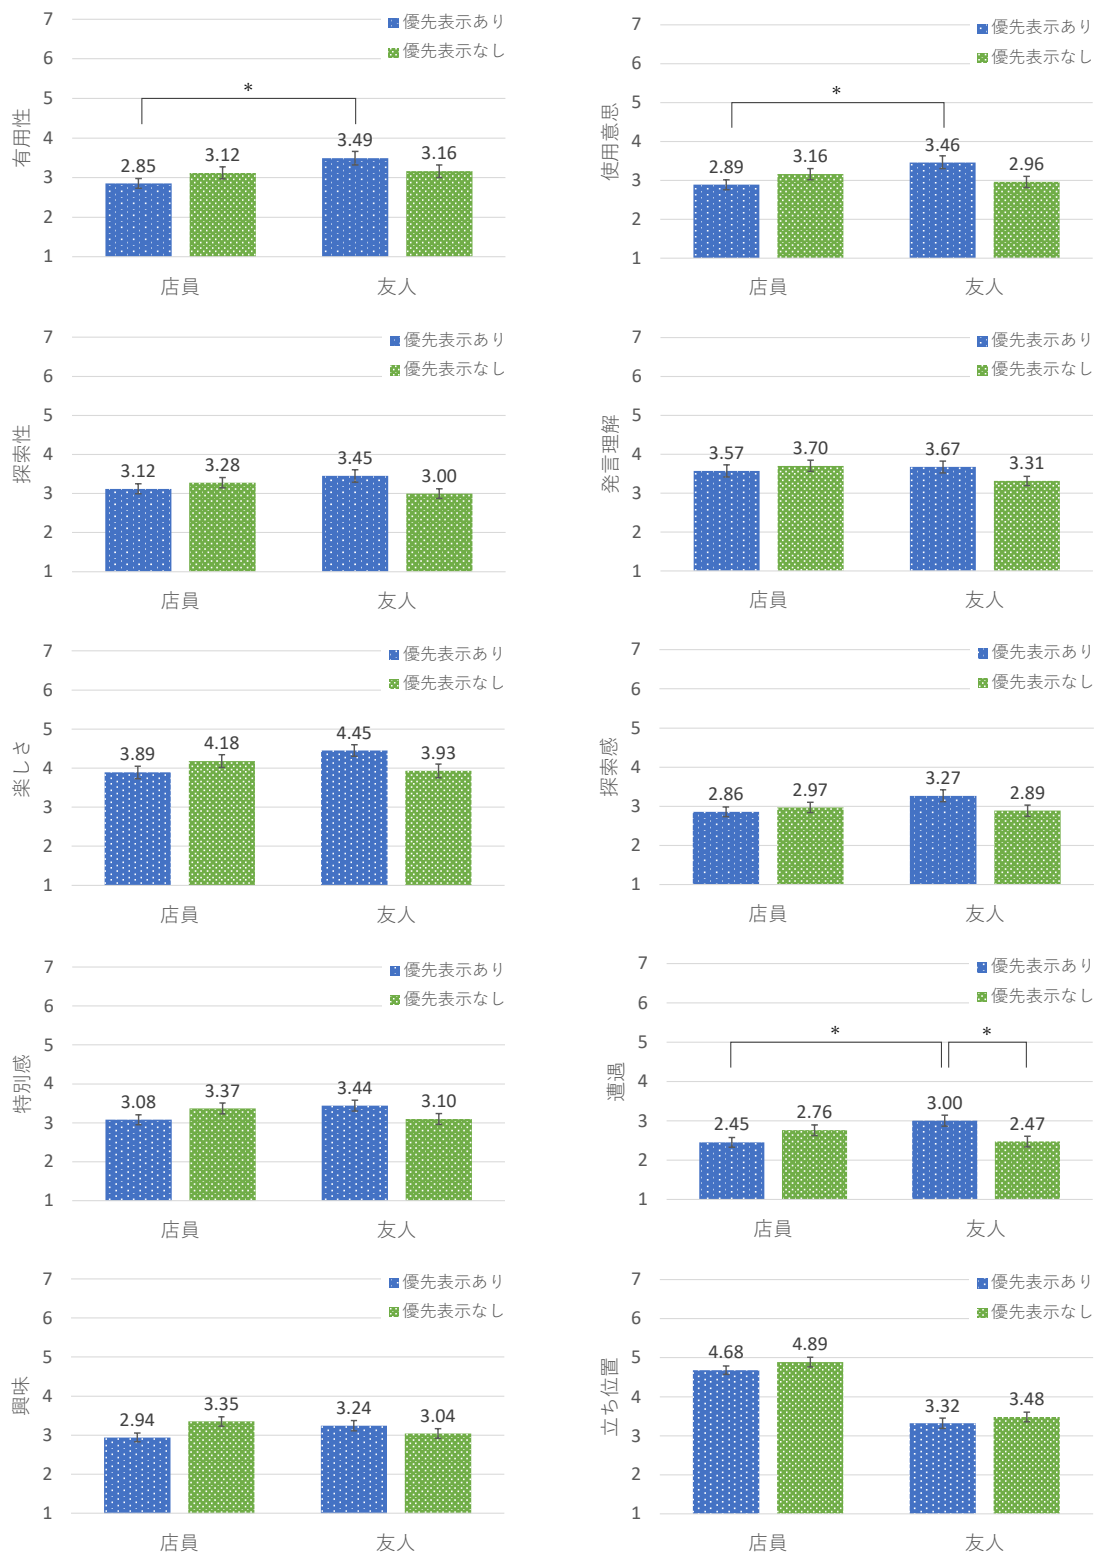 有用性
7
6
5
4
3
2
1
優先表示あり
優先表示なし
*
2.85
3.12
3.49
3.16
店員
友人
使用意思
7
6
5
4
3
2
1
優先表示あり
優先表示なし
*
2.89
3.16
3.46
2.96
店員
友人
探索性
7
6
5
4
3
2
1
優先表示あり
優先表示なし
3.12
3.28
3.45
3.00
店員
友人
発言理解
7
6
5
4
3
2
1
優先表示あり
優先表示なし
3.57
3.70
3.67
3.31
店員
友人
楽しさ
7
6
5
4
3
2
1
優先表示あり
優先表示なし
3.89
4.18
4.45
3.93
店員
友人
探索感
7
6
5
4
3
2
1
優先表示あり
優先表示なし
2.86
2.97
3.27
2.89
店員
友人
特別感
7
6
5
4
3
2
1
優先表示あり
優先表示なし
3.08
3.37
3.44
3.10
店員
友人
遭遇
7
6
5
4
3
2
1
優先表示あり
優先表示なし
*
*
2.45
2.76
3.00
2.47
店員
友人
興味
7
6
5
4
3
2
1
優先表示あり
優先表示なし
2.94
3.35
3.24
3.04
店員
友人
立ち位置
7
6
5
4
3
2
1
優先表示あり
優先表示なし
4.68
4.89
3.32
3.48
店員
友人